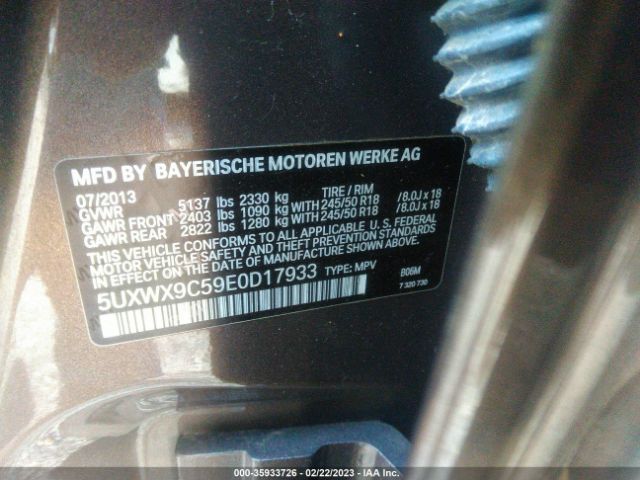 MFD BY BAYERISCHE MOTOREN WERKE AG
07/2013 TIRE / RIM
GVWR 5137 lbs 2330 kg
GAWR FRONT 2403 lbs 1090 kg WITH 245/50 R18 / 8.0J x 18
GAWR REAR 2822 lbs 1280 kg WITH 245/50 R18 / 8.0J x 18
THIS VEHICLE CONFORMS TO ALL APPLICABLE U. S. FEDERAL
MOTOR VEHICLE SAFETY AND THEFT PREVENTION STANDARDS
IN EFFECT ON THE DATE OF MANUFACTURE SHOWN ABOVE.
5UXWX9C59E0D17933 TYPE: MPV B06M
7 320 730
000-35933726 - 02/22/2023 - IAA Inc.